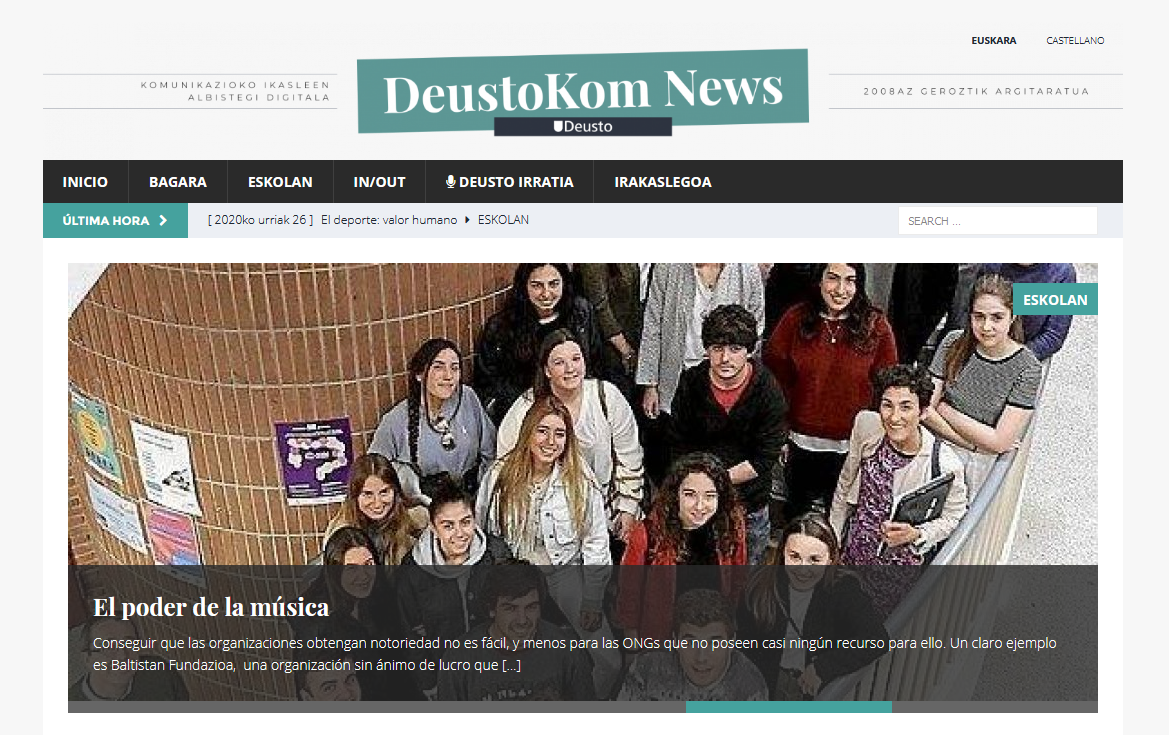 EUSKARA CASTELLANO
KOMUNIKAZIOKO IKASLEEN
ALBISTEGI DIGITALA
DeustoKom News
Deusto
2008AZ GEROZTIK ARGITARATUA
INICIO BAGARA ESKOLAN IN/OUT DEUSTO IRRATIA IRAKASLEGOA
ÚLTIMA HORA [ 2020ko urriak 26 ] El deporte: valor humano ESKOLAN SEARCH ...
ESKOLAN
El poder de la música
Conseguir que las organizaciones obtengan notoriedad no es fácil, y menos para las ONGs que no poseen casi ningún recurso para ello. Un claro ejemplo
es Baltistan Fundazioa, una organización sin ánimo de lucro que [...]